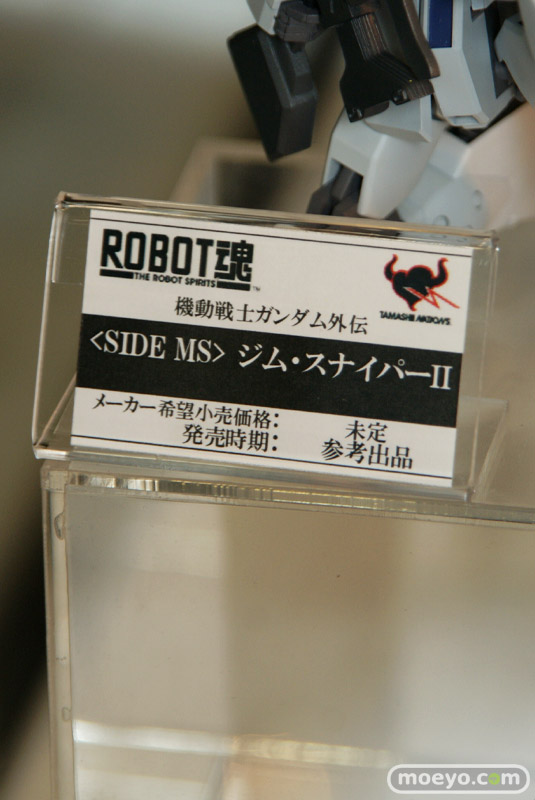 ROBOT魂
THE ROBOT SPIRITS
TM
TAMASHII NATIONS
機動戦士ガンダム外伝
<SIDE MS> ジム・スナイパーII
メーカー希望小売価格: 未定
発売時期: 参考出品
moeyo.com